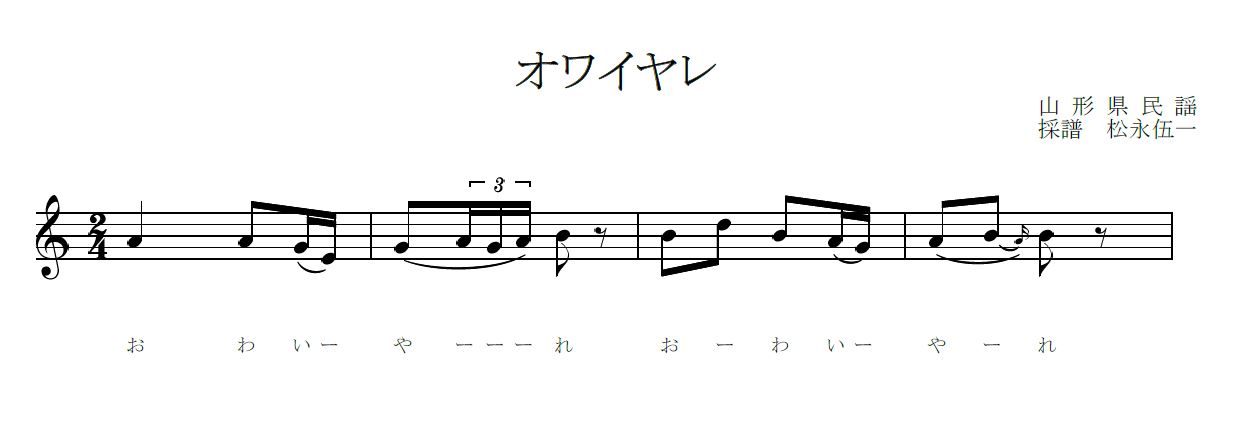 オワイヤレ
山形県民謡
採譜　松永伍一
3
2
4
お わ いー や ーーー れ お ー わ いー や ー れ